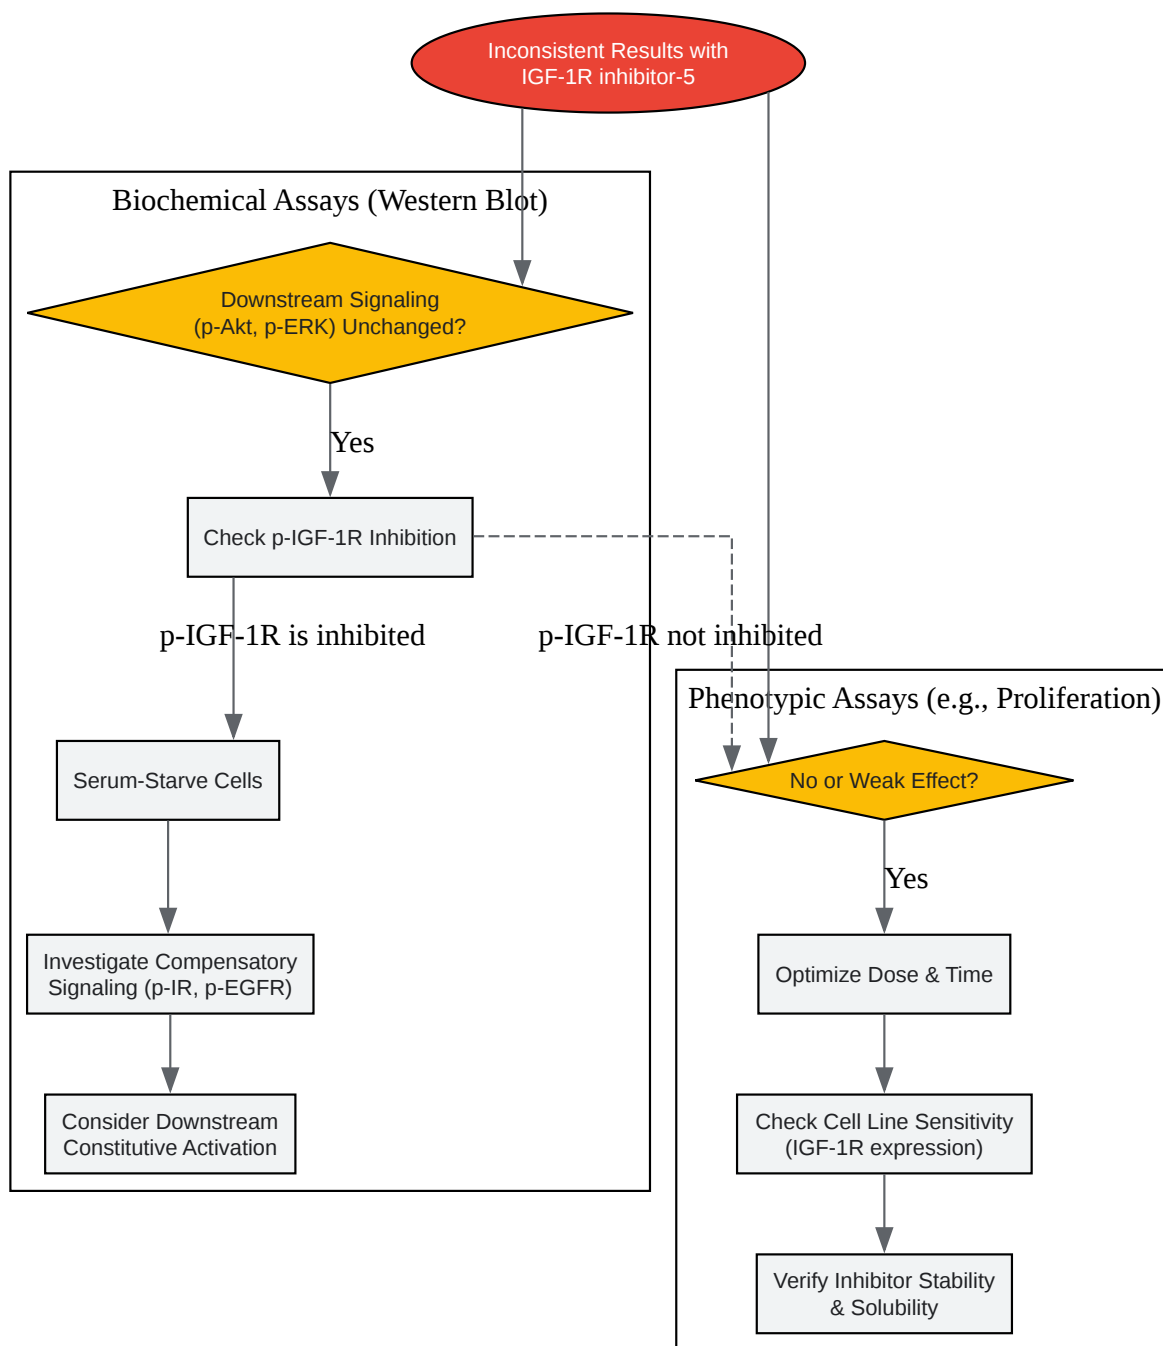 Inconsistent Results with
IGF-1R inhibitor-5
Biochemical Assays (Western Blot)
Downstream Signaling
(p-Akt, p-ERK) Unchanged?
Yes
Check p-IGF-1R Inhibition
p-IGF-1R is inhibited
p-IGF-1R not inhibited
Serum-Starve Cells
Investigate Compensatory
Signaling (p-IR, p-EGFR)
Consider Downstream
Constitutive Activation
Phenotypic Assays (e.g., Proliferation)
No or Weak Effect?
Yes
Optimize Dose & Time
Check Cell Line Sensitivity
(IGF-1R expression)
Verify Inhibitor Stability
& Solubility